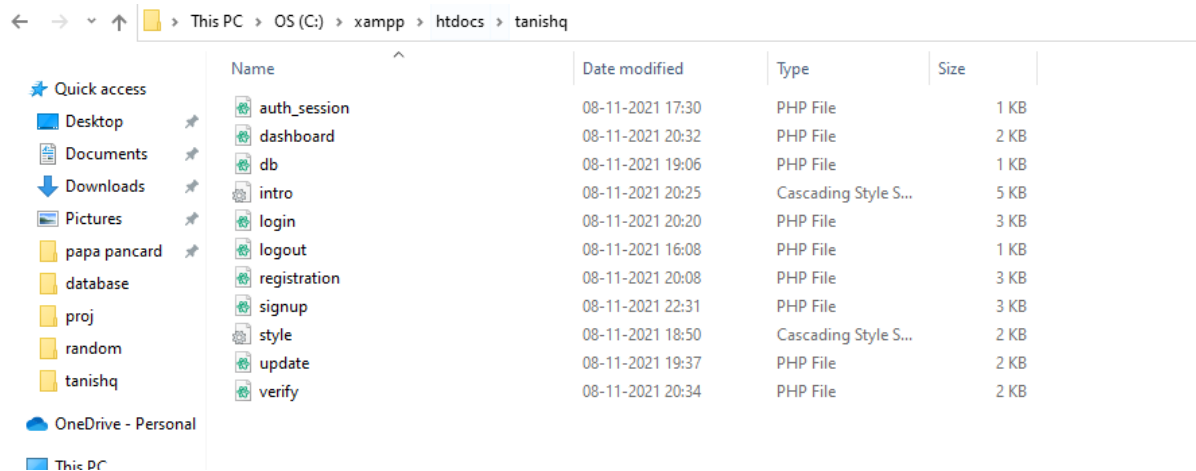 This PC > OS (C:) > xampp > htdocs > tanishq
Name Date modified Type Size
Quick access
Desktop
Documents
Downloads
Pictures
papa pancard
database
proj
random
tanishq
OneDrive - Personal
This PC
auth_session 08-11-2021 17:30 PHP File 1 KB
dashboard 08-11-2021 20:32 PHP File 2 KB
db 08-11-2021 19:06 PHP File 1 KB
intro 08-11-2021 20:25 Cascading Style S... 5 KB
login 08-11-2021 20:20 PHP File 3 KB
logout 08-11-2021 16:08 PHP File 1 KB
registration 08-11-2021 20:08 PHP File 3 KB
signup 08-11-2021 22:31 PHP File 3 KB
style 08-11-2021 18:50 Cascading Style S... 2 KB
update 08-11-2021 19:37 PHP File 2 KB
verify 08-11-2021 20:34 PHP File 2 KB